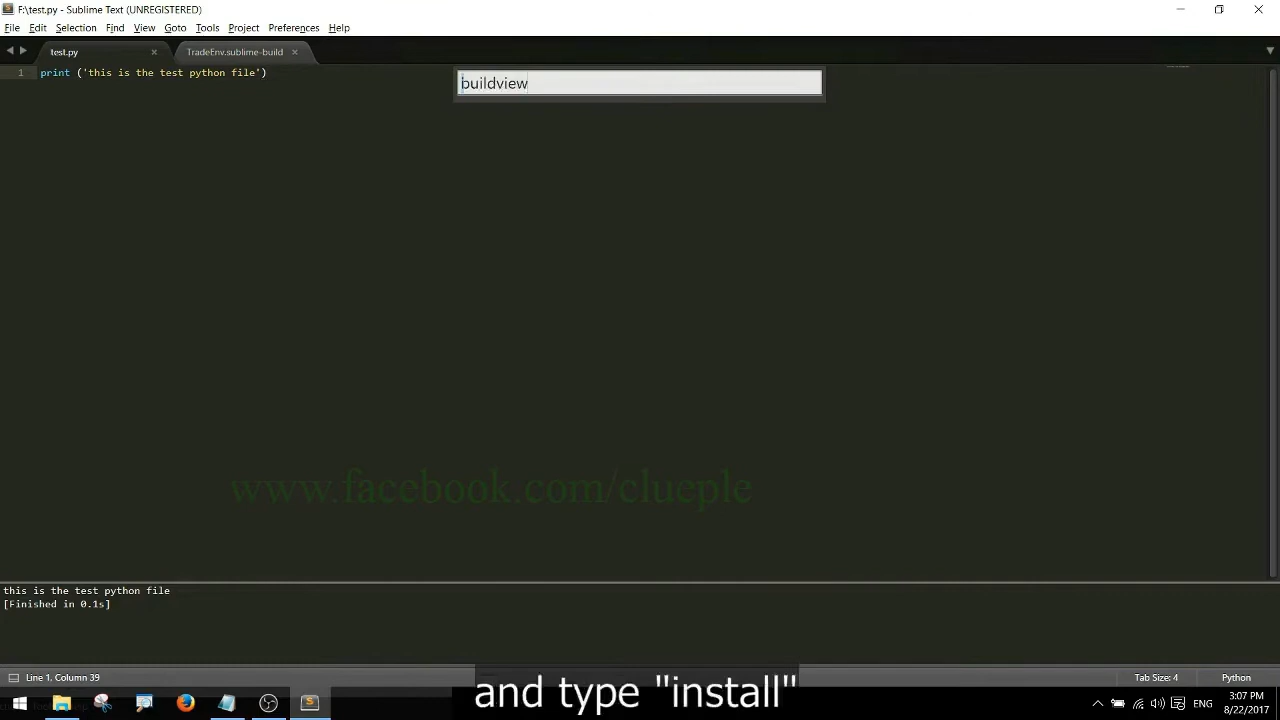 F:\test.py - Sublime Text (UNREGISTERED)
File Edit Selection Find View Goto Tools Project Preferences Help
test.py × TradeEnv.sublime-build ×
1 print ('this is the test python file')
buildview
www.facebook.com/clueple
this is the test python file
[Finished in 0.1s]
Line 1, Column 39 Tab Size: 4 Python
and type "install"
ENG
3:07 PM
8/22/2017